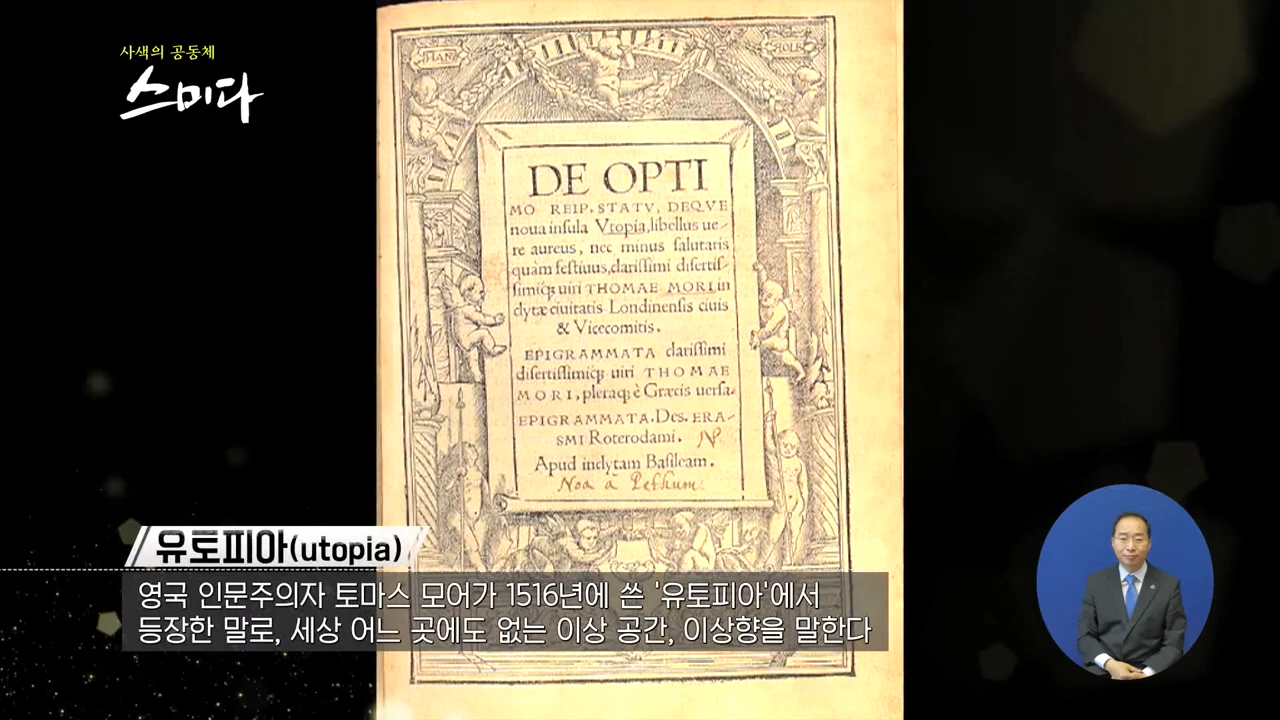 사색의 공동체
스미다
HAN
HOLB
DE OPTI
MO REIP. STATV, DEQVE
noua insula Vtopia, libellus ue-
re aureus, nec minus salutaris
quàm festiuus, clarissimi disertis-
simiq; uiri THOMAE MORI in
clytæ ciuitatis Londinensis ciuis
& Vicecomitis.
EPIGRAMMATA clarissimi
disertissimiq; uiri THOMAE
MORI, pleraq; è Græcis uersa.
EPIGRAMMATA. Des. ERA-
SMI Roterodami.
Apud inclytam Basileam.
유토피아(utopia)
영국 인문주의자 토마스 모어가 1516년에 쓴 '유토피아'에서
등장한 말로, 세상 어느 곳에도 없는 이상 공간, 이상향을 말한다